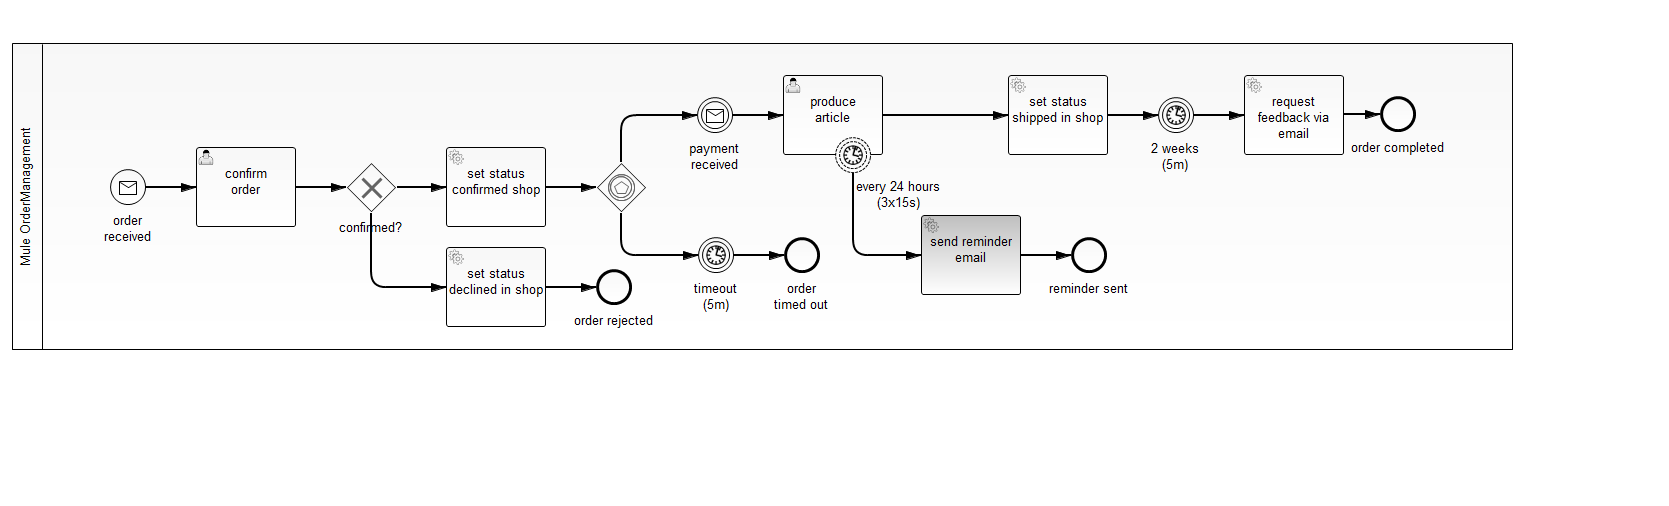 Mule OrderManagement
order
received
confirm
order
confirmed?
set status
confirmed shop
set status
declined in shop
order rejected
payment
received
timeout
(5m)
order
timed out
produce
article
every 24 hours
(3x15s)
send reminder
email
reminder sent
set status
shipped in shop
2 weeks
(5m)
request
feedback via
email
order completed